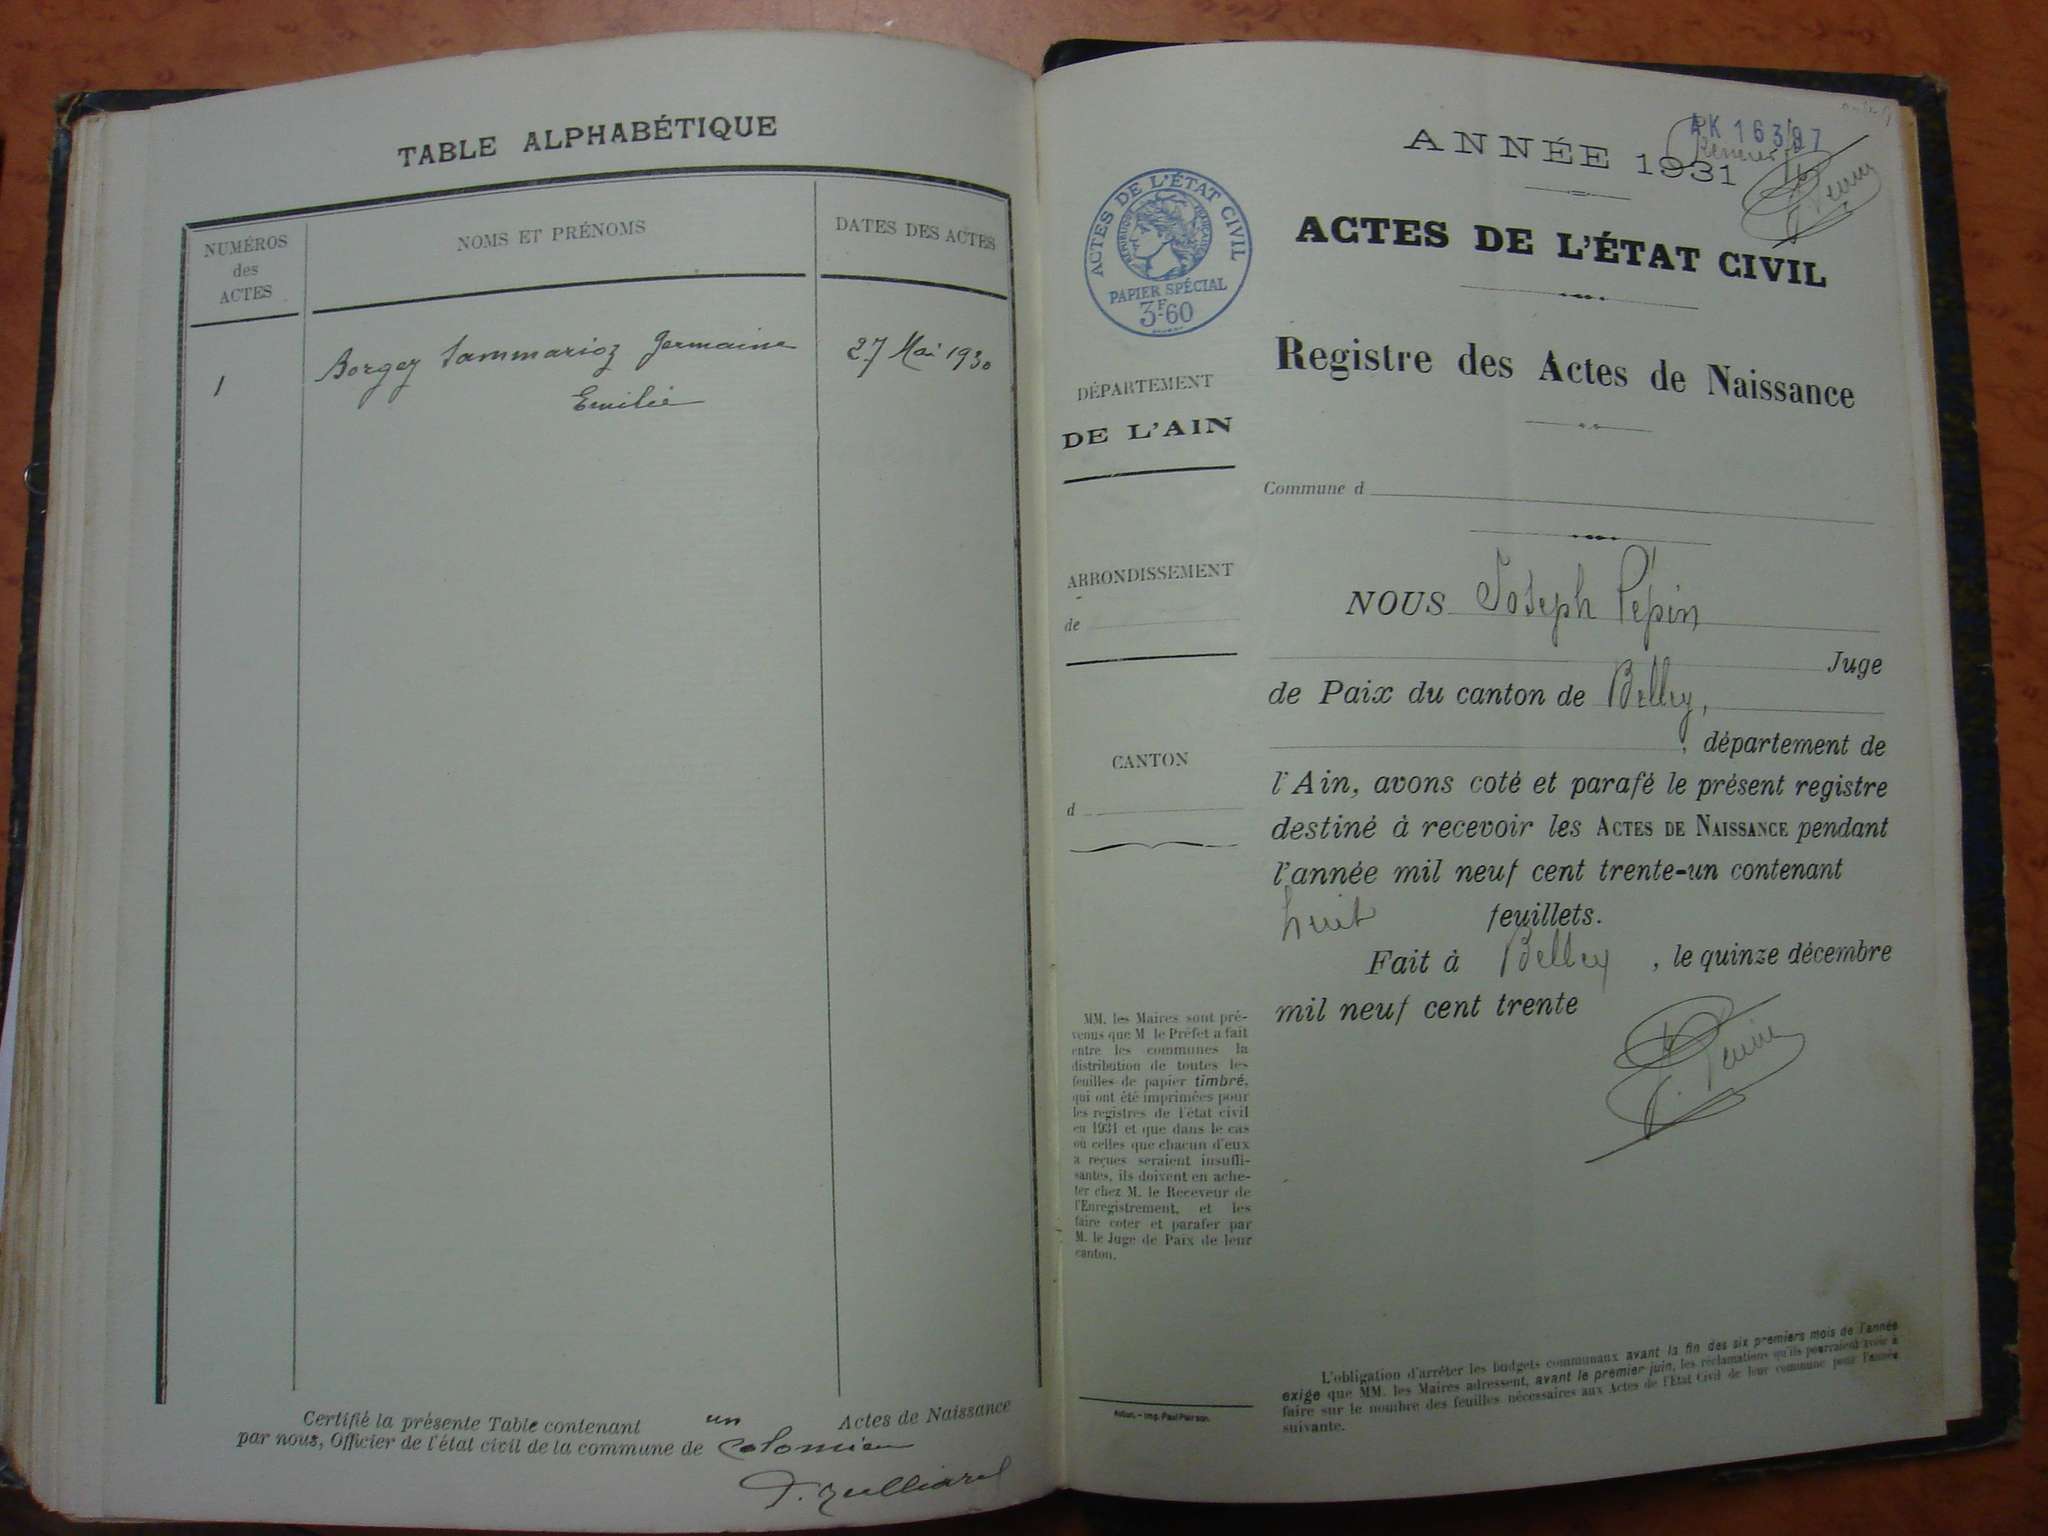 TABLE ALPHABÉTIQUE
NUMÉROS
des
ACTES
NOMS ET PRÉNOMS
DATES DES ACTES
1
Borgey Sammarioz Germaine
Emilie
27 Mai 1930
Certifié la présente Table contenant un Actes de Naissance
par nous, Officier de l'état civil de la commune de Colomieu
AK 163/97
ANNÉE 1931
ACTES DE L'ÉTAT CIVIL
RÉPUBLIQUE FRANÇAISE
PAPIER SPÉCIAL
3F60
ACTES DE L'ÉTAT CIVIL
Registre des Actes de Naissance
DÉPARTEMENT
DE L'AIN
ARRONDISSEMENT
de
CANTON
d
Commune d
NOUS Joseph Pépin
Juge
de Paix du canton de Belley,
, département de
l'Ain, avons coté et parafé le présent registre
destiné à recevoir les ACTES DE NAISSANCE pendant
l'année mil neuf cent trente-un contenant
huit feuillets.
Fait à Belley , le quinze décembre
mil neuf cent trente
MM. les Maires sont pré-
venus que M le Préfet a fait
entre les communes la
distribution de toutes les
feuilles de papier timbré,
qui ont été imprimées pour
les registres de l'état civil
en 1931 et que dans le cas
où celles que chacun d'eux
a reçues seraient insuffi-
santes, ils doivent en ache-
ter chez M. le Receveur de
l'Enregistrement, et les
faire coter et parafer par
M. le Juge de Paix de leur
canton.
L'obligation d'arrêter les budgets communaux avant la fin des six premiers mois de l'année
exige que MM. les Maires adressent, avant le premier juin, les réclamations qu'ils pourraient avoir à
faire sur le nombre des feuilles nécessaires aux Actes de l'Etat Civil de leur commune pour l'année
suivante.